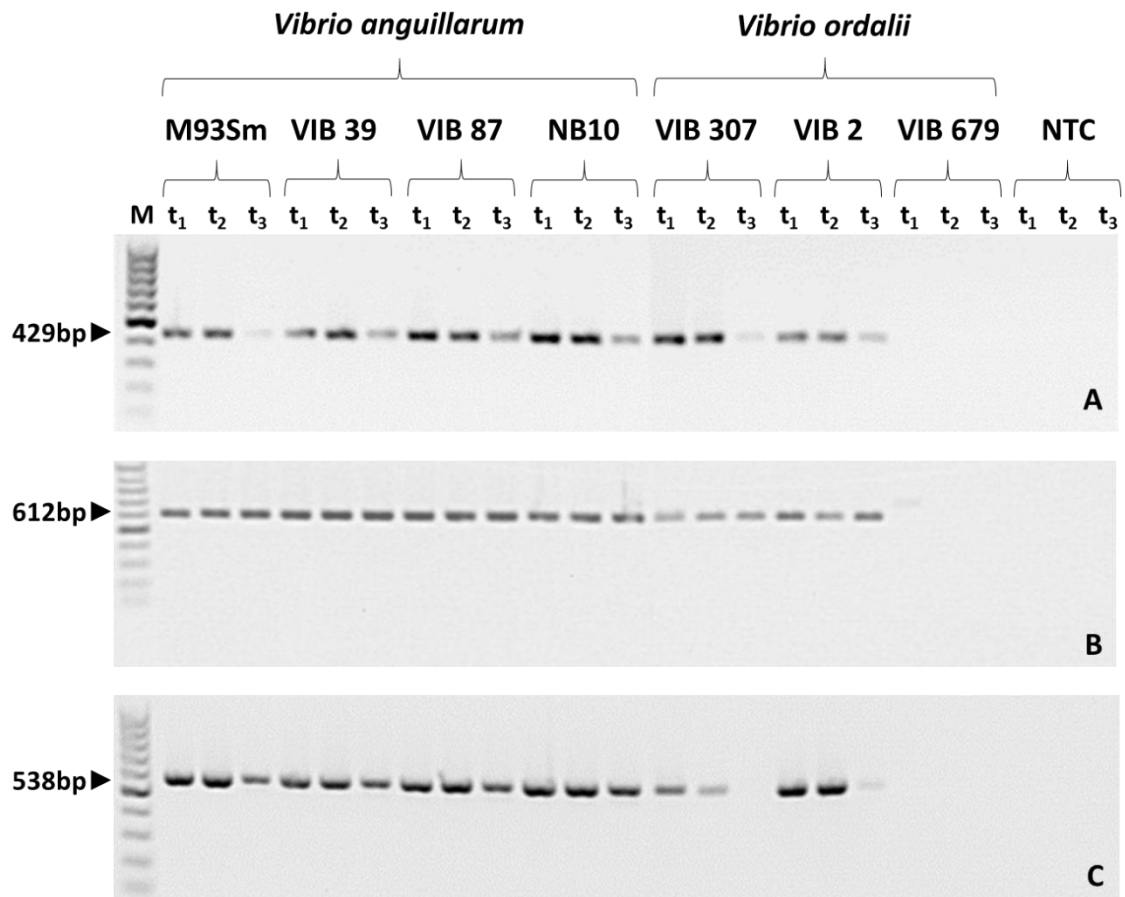 Vibrio anguillarum Vibrio ordalii
M93Sm VIB 39 VIB 87 NB10 VIB 307 VIB 2 VIB 679 NTC
M t₁ t₂ t₃ t₁ t₂ t₃ t₁ t₂ t₃ t₁ t₂ t₃ t₁ t₂ t₃ t₁ t₂ t₃ t₁ t₂ t₃ t₁ t₂ t₃
429bp
A
612bp
B
538bp
C